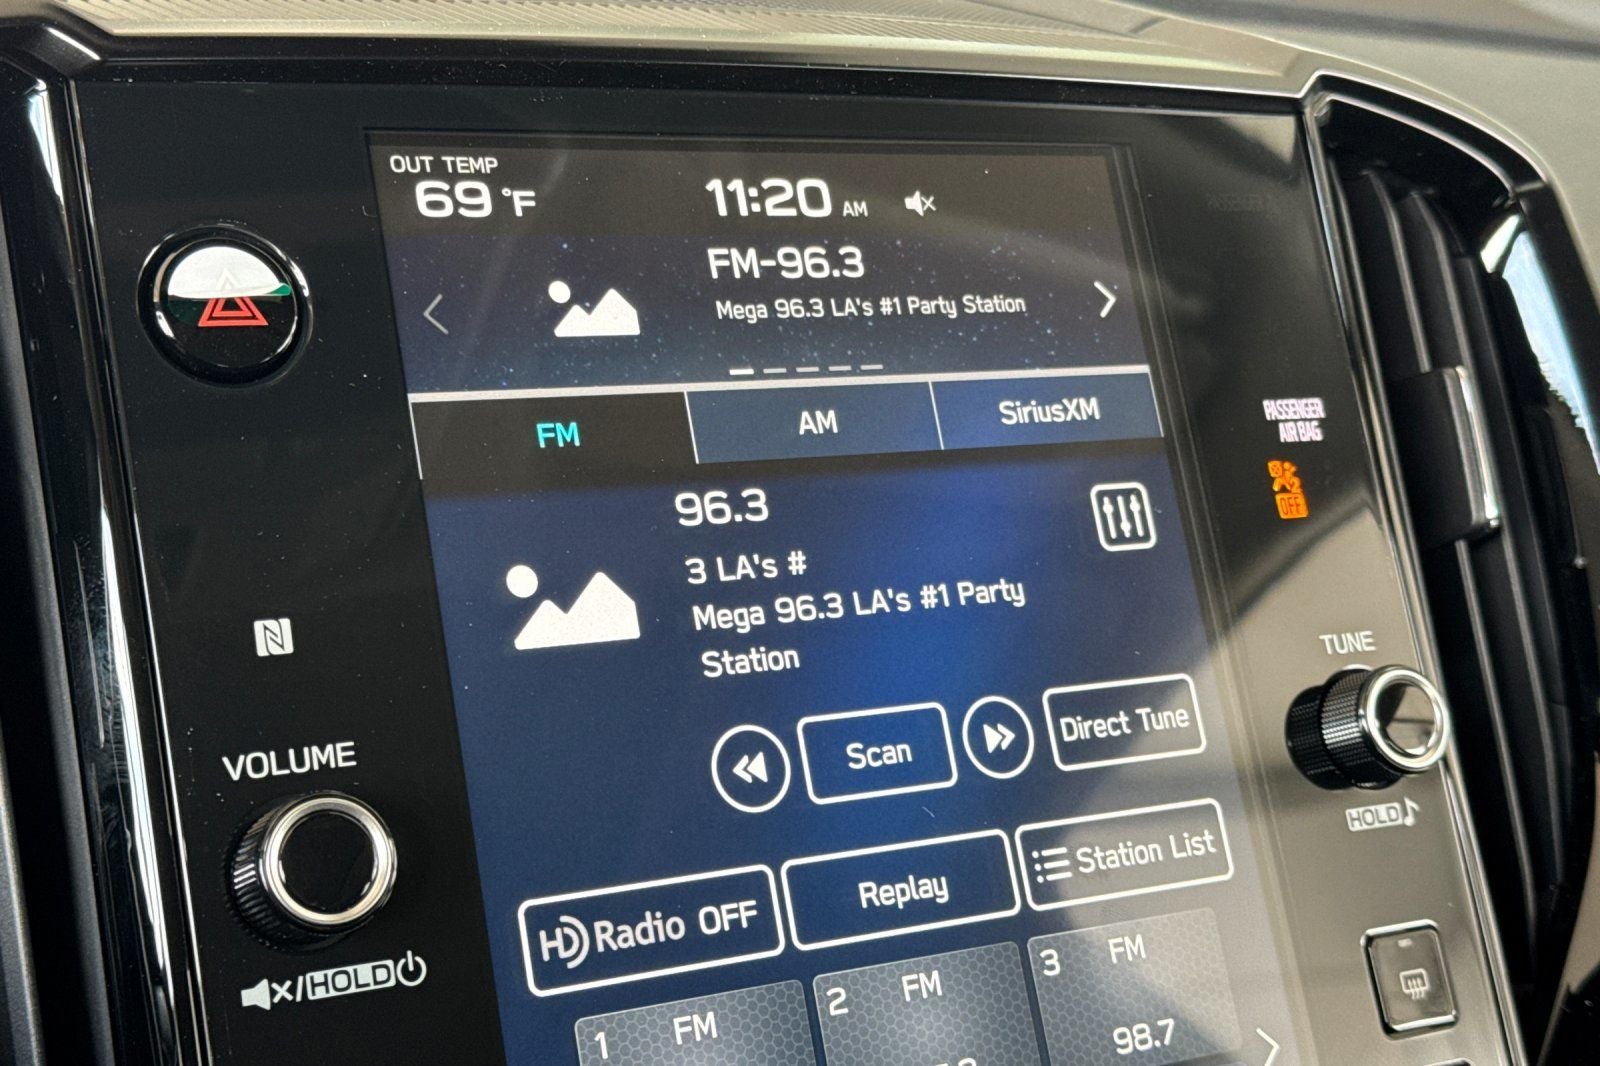 OUT TEMP
69 °F
11:20 AM
FM-96.3
Mega 96.3 LA's #1 Party Station
FM
AM
SiriusXM
PASSENGER
AIR BAG
OFF
96.3
3 LA's #
Mega 96.3 LA's #1 Party
Station
TUNE
HOLD
VOLUME
Scan
Direct Tune
HD Radio OFF
Replay
Station List
HOLD
1 FM
2 FM
3 FM
98.7